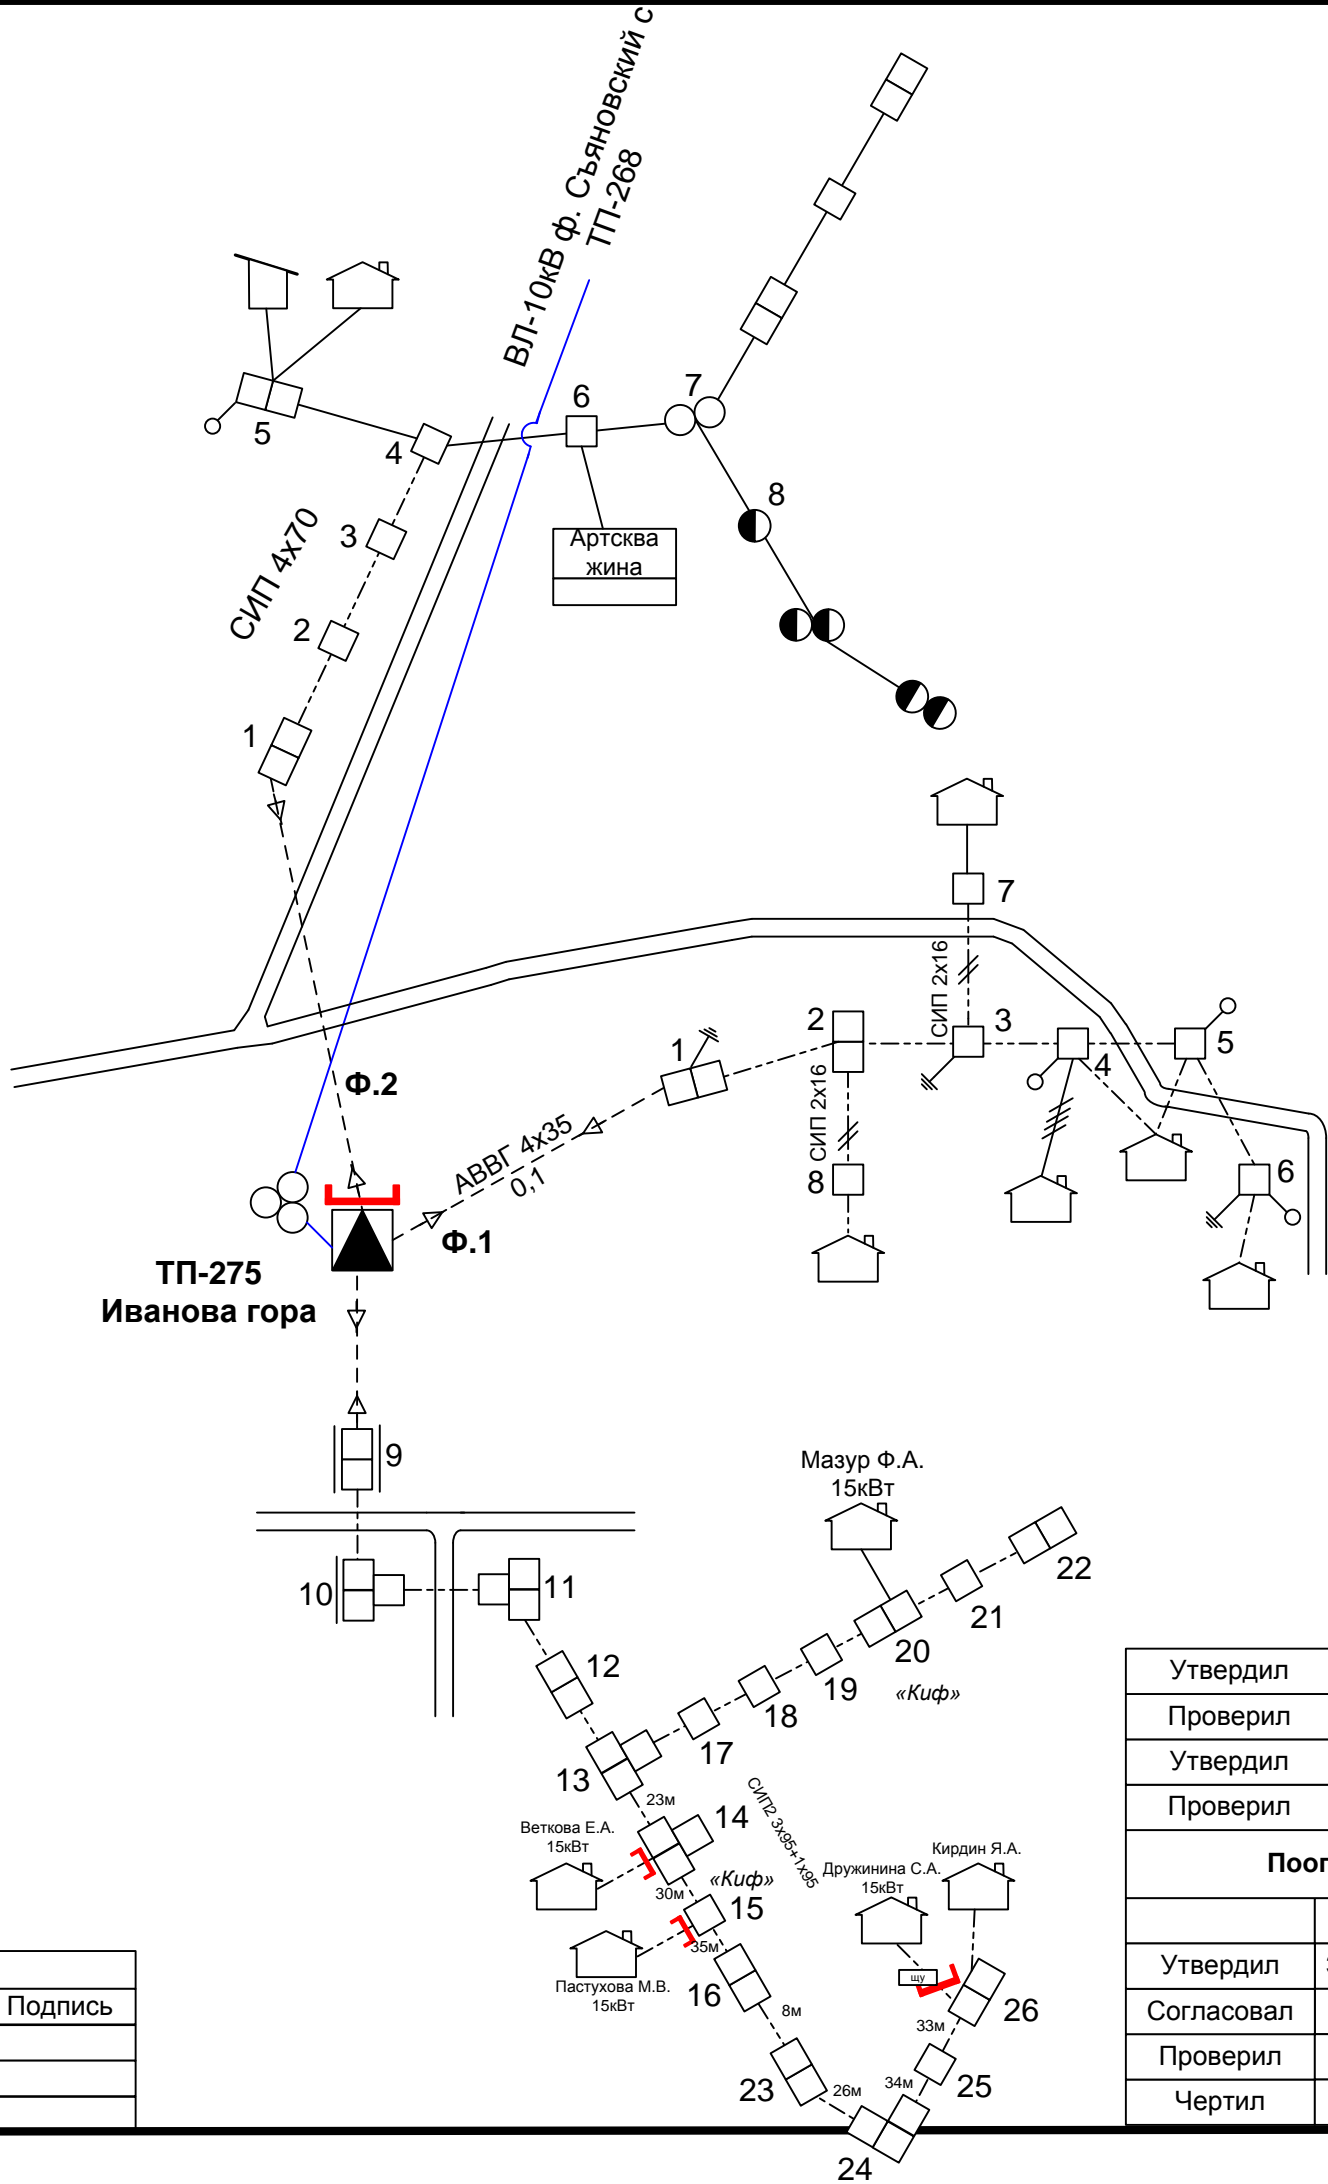 ВЛ-10кВ ф. Съяновский с
ТП-268
5
4
6
7
8
Артсква
жина
СИП 4х70
3
2
1
7
СИП 2х16
2
3
4
5
1
СИП 2х16
8
6
Ф.2
АВВГ 4х35
0,1
Ф.1
ТП-275
Иванова гора
9
10
11
12
13
Мазур Ф.А.
15кВт
22
21
20
19
18
17
«Киф»
23м
14
Веткова Е.А.
15кВт
30м
«Киф»
15
35м
Пастухова М.В.
15кВт
16
СИП2 3х95+1х95
Дружинина С.А.
15кВт
Кирдин Я.А.
щу
26
33м
8м
23
26м
34м
25
24
Утвердил
Проверил
Утвердил
Проверил
Поог
Утвердил
Согласовал
Проверил
Чертил
Подпись